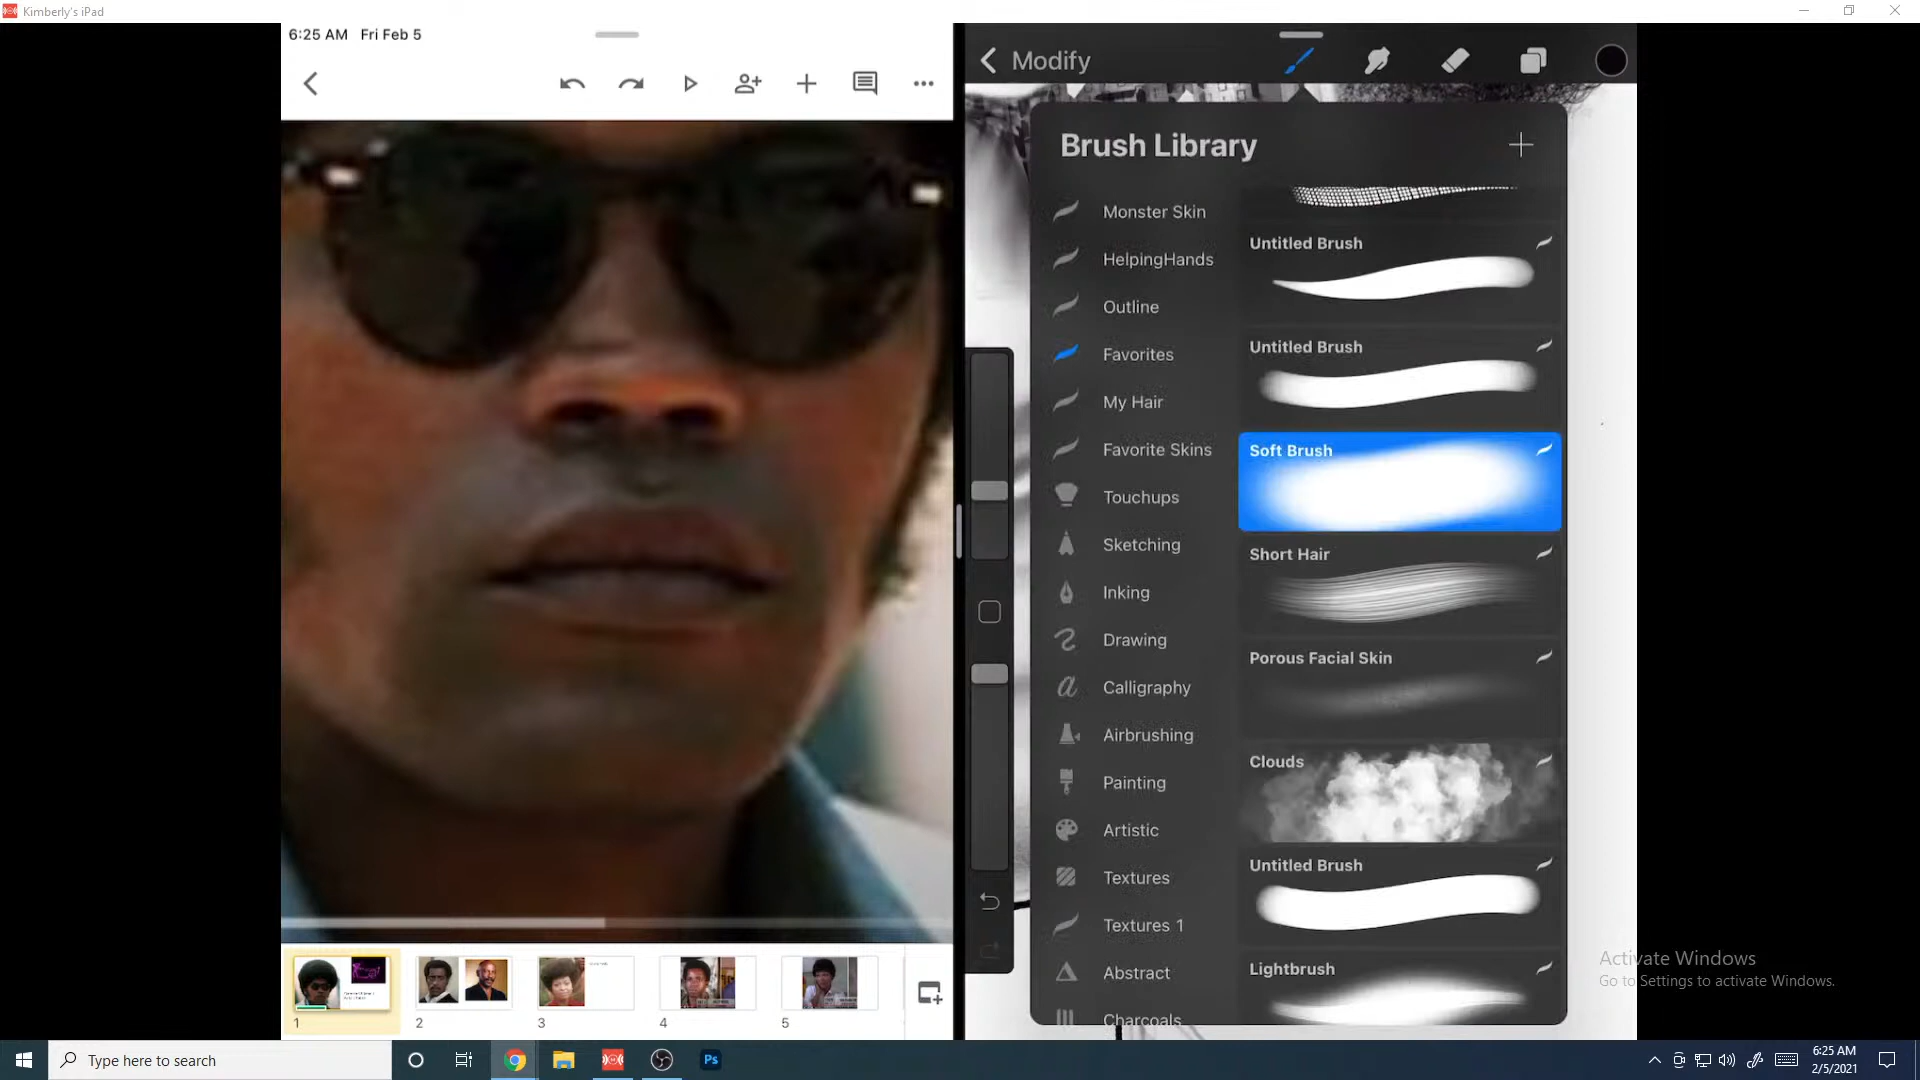 Kimberly's iPad
6:25 AM Fri Feb 5
Modify
Brush Library
Monster Skin
HelpingHands
Outline
Favorites
My Hair
Favorite Skins
Touchups
Sketching
Inking
Drawing
Calligraphy
Airbrushing
Painting
Artistic
Textures
Textures 1
Abstract
Charcoals
Untitled Brush
Untitled Brush
Soft Brush
Short Hair
Porous Facial Skin
Clouds
Untitled Brush
Lightbrush
1
2
3
4
5
Activate Windows
Go to Settings to activate Windows.
Type here to search
Ps
6:25 AM
2/5/2021